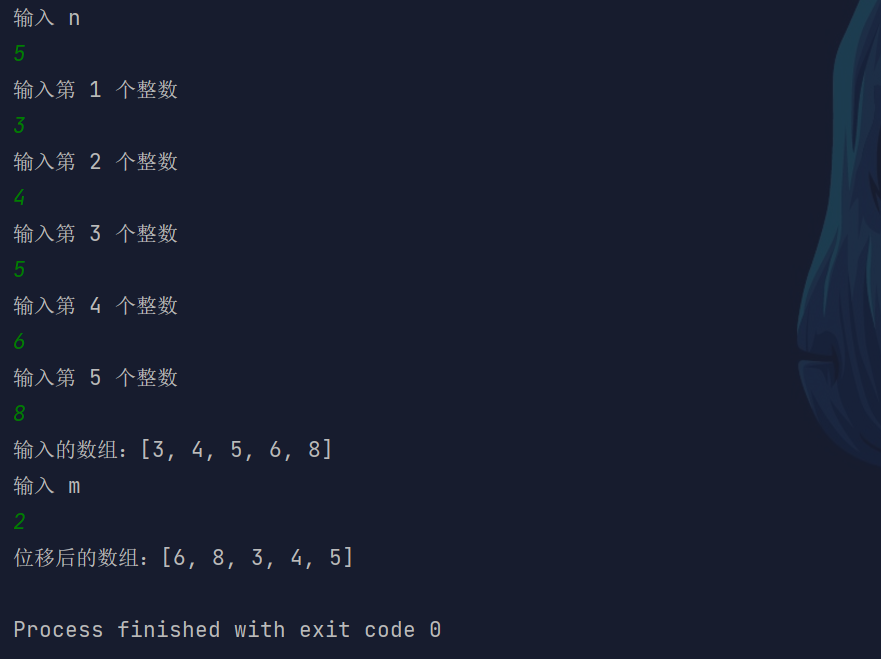 输入 n
5
输入第 1 个整数
3
输入第 2 个整数
4
输入第 3 个整数
5
输入第 4 个整数
6
输入第 5 个整数
8
输入的数组：[3, 4, 5, 6, 8]
输入 m
2
位移后的数组：[6, 8, 3, 4, 5]
Process finished with exit code 0